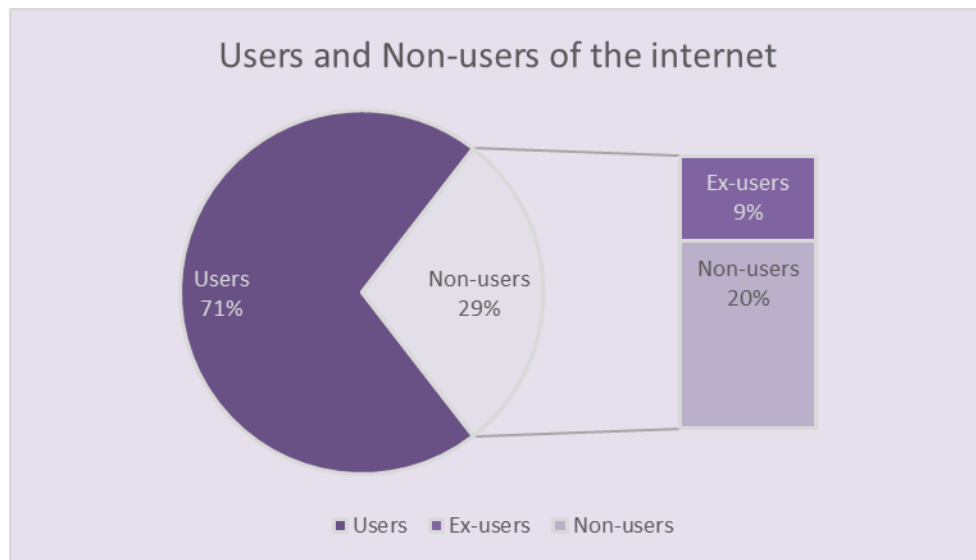 Users and Non-users of the internet
Users
71%
Non-users
29%
Ex-users
9%
Non-users
20%
Users
Ex-users
Non-users